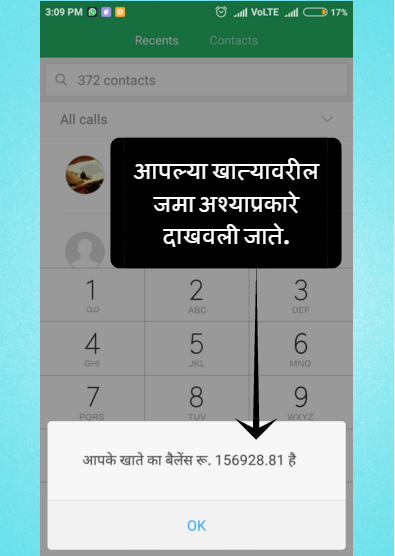 3:09 PM VoLTE 17%
Recents Contacts
372 contacts
All calls
आपल्या खात्यावरील
जमा अश्याप्रकारे
दाखवली जाते.
1 2 3
ABC DEF
4 5 6
GHI JKL MNO
7 8 9
PQRS TUV WXYZ
आपके खाते का बैलेंस रू. 156928.81 है
OK